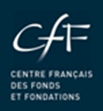 CFF
CENTRE FRANÇAIS
DES FONDS
ET FONDATIONS